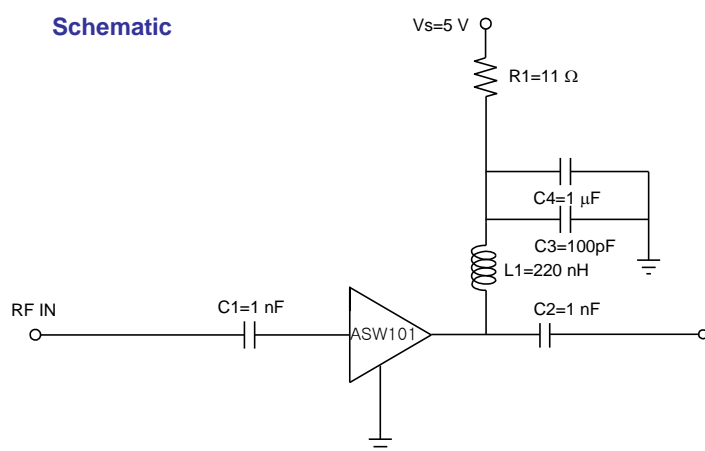 Schematic
Vs=5 V
R1=11 Ω
C4=1 μF
C3=100pF
L1=220 nH
RF IN
C1=1 nF
C2=1 nF
ASW101